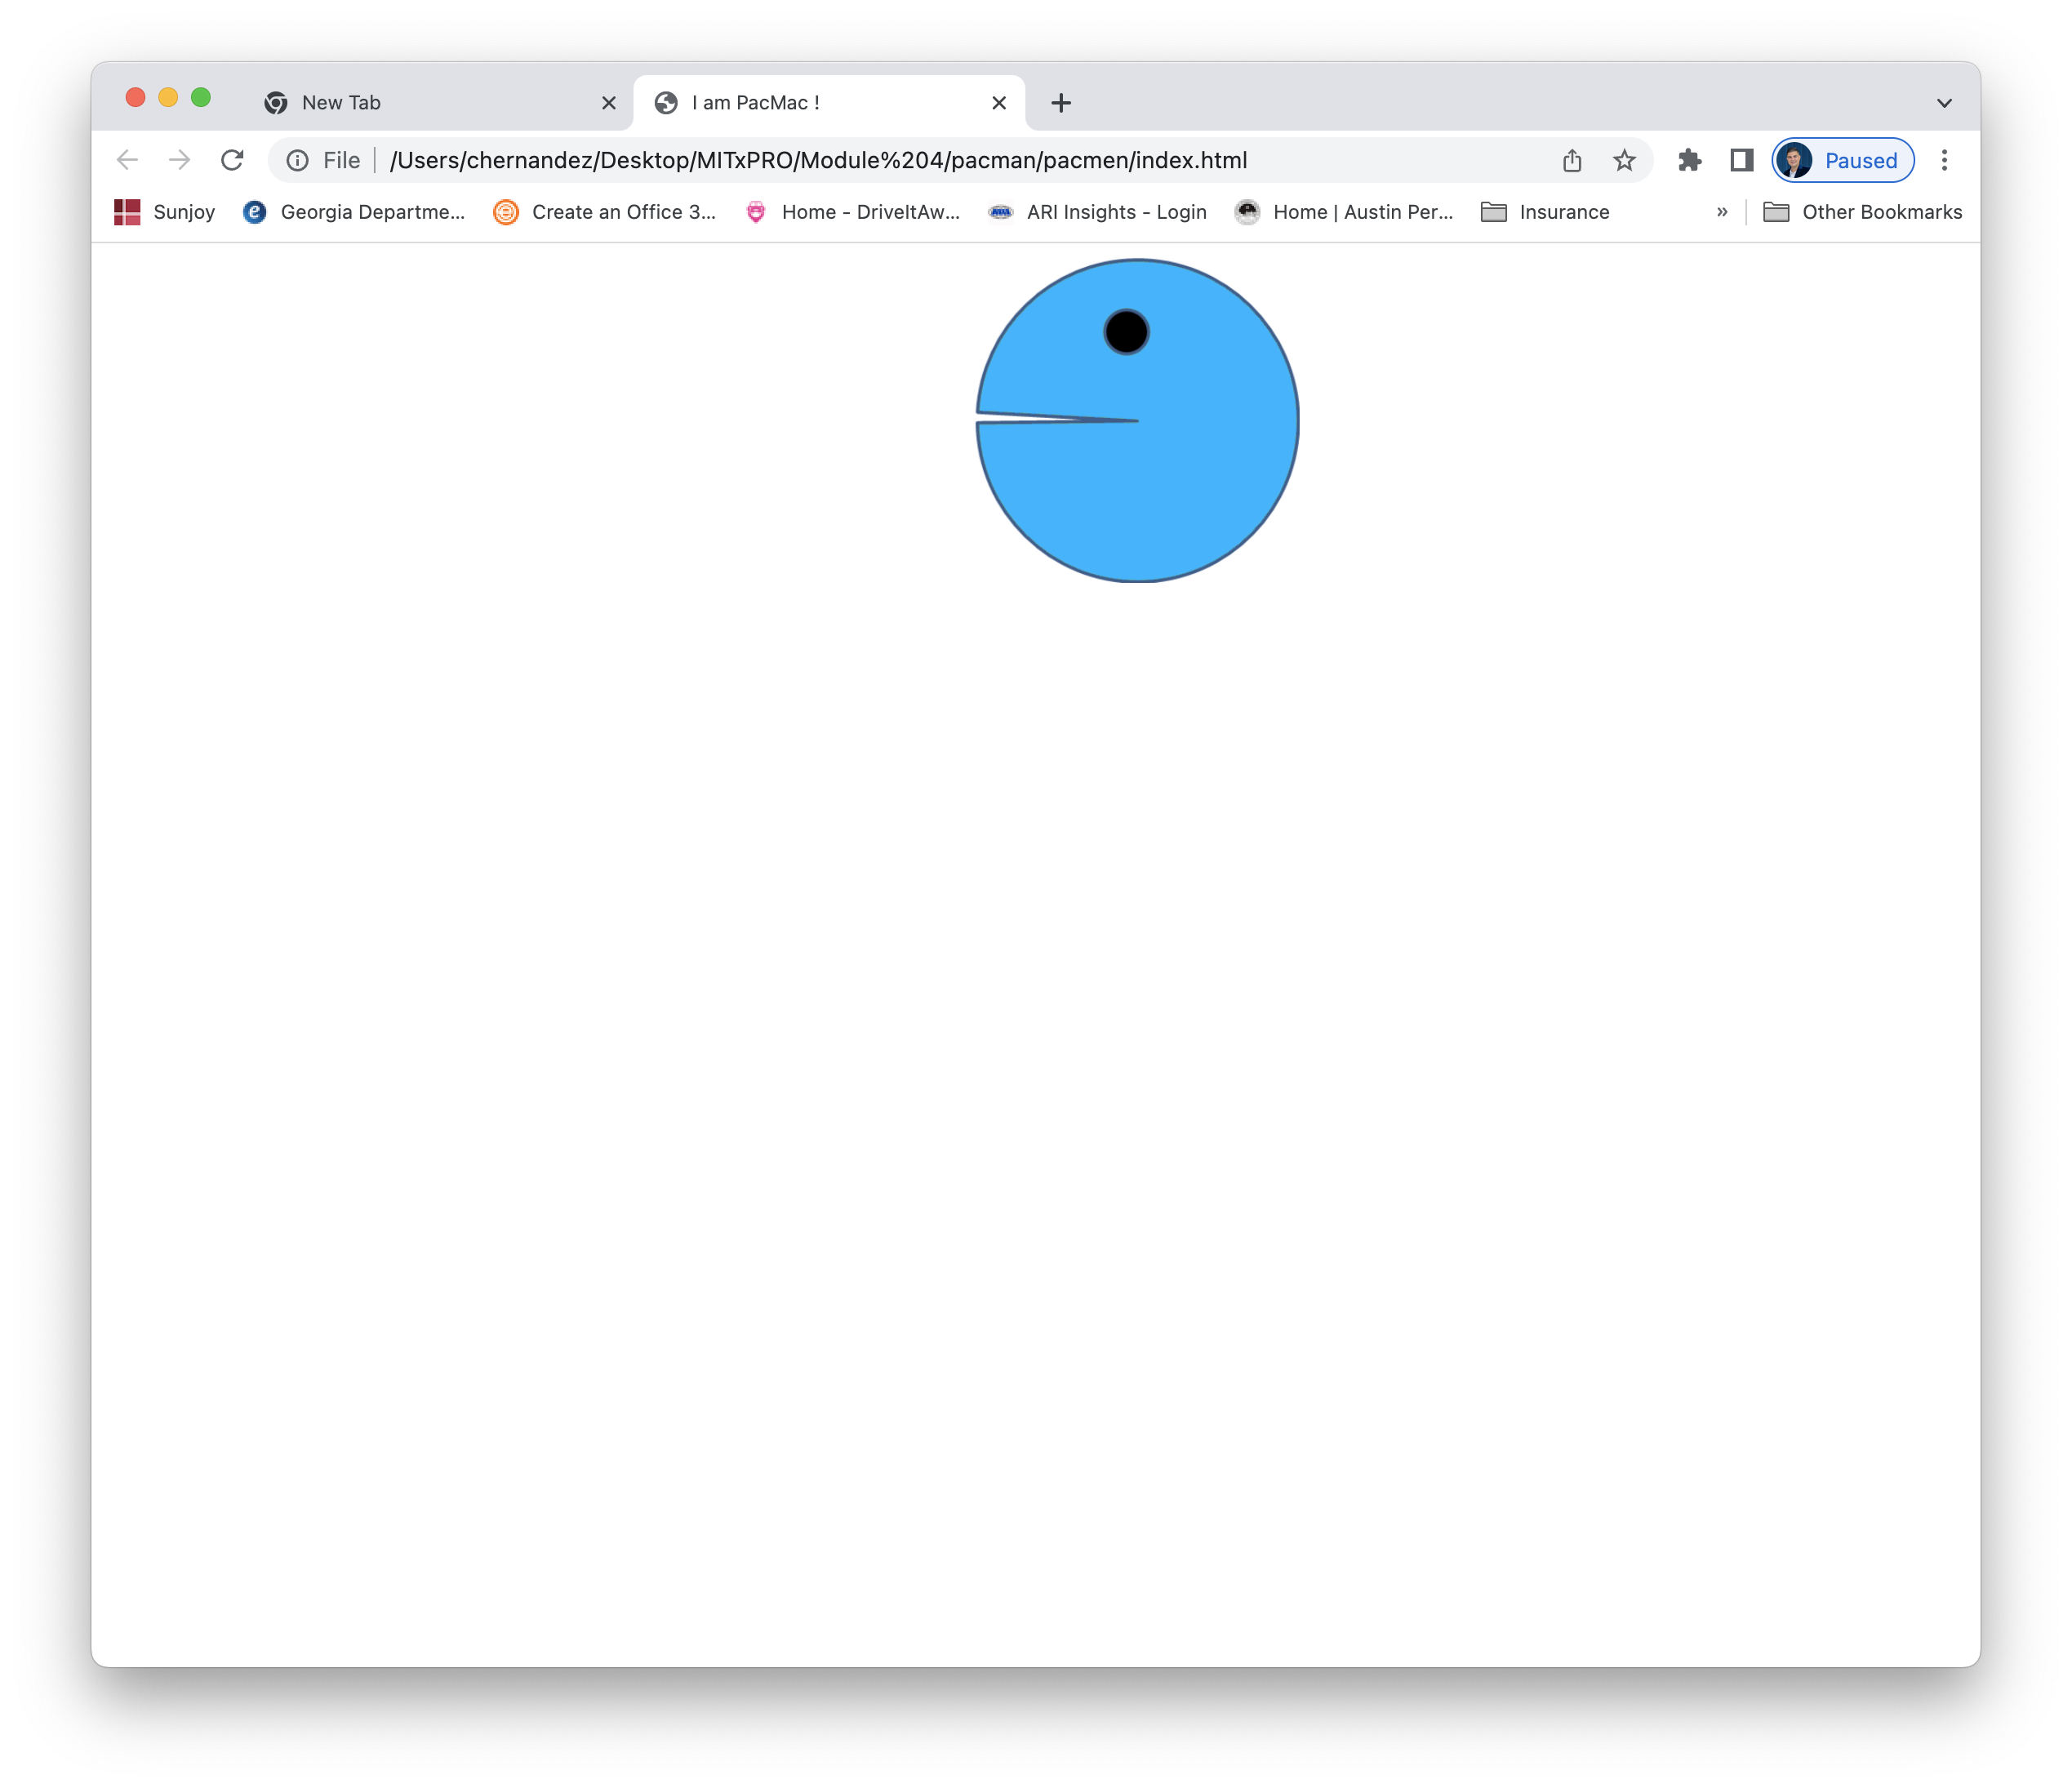 New Tab
I am PacMac !
File /Users/chernandez/Desktop/MITxPRO/Module%204/pacman/pacmen/index.html
Paused
Sunjoy
Georgia Departme...
Create an Office 3...
Home - DriveItAw...
ARI Insights - Login
Home | Austin Per...
Insurance
»
Other Bookmarks